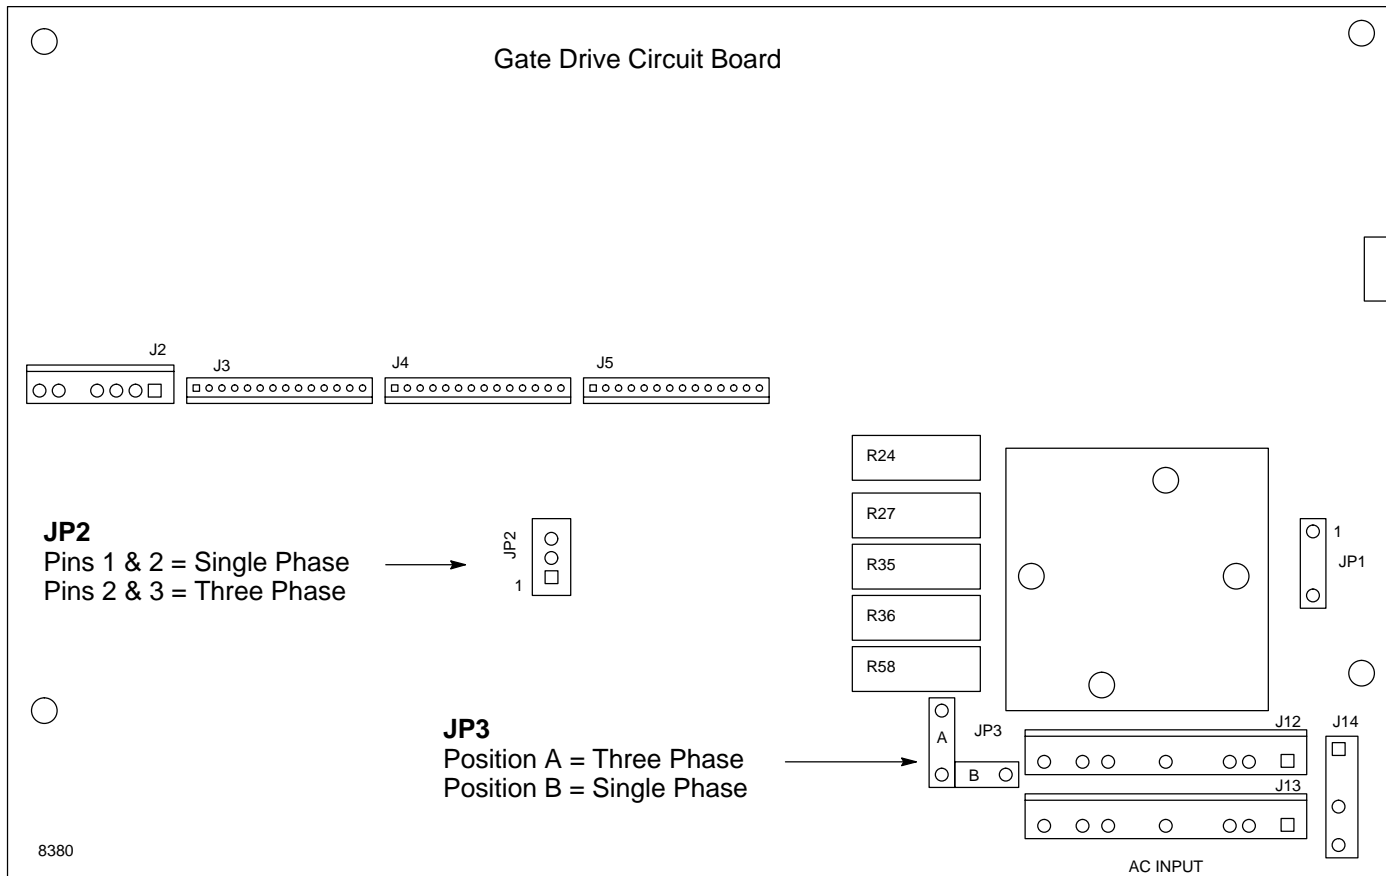 Gate Drive Circuit Board
J2
J3
J4
J5
R24
R27
R35
R36
R58
JP2
Pins 1 & 2 = Single Phase
Pins 2 & 3 = Three Phase
JP2
1
1
JP1
JP3
Position A = Three Phase
Position B = Single Phase
A
JP3
B
J12
J14
J13
8380
AC INPUT